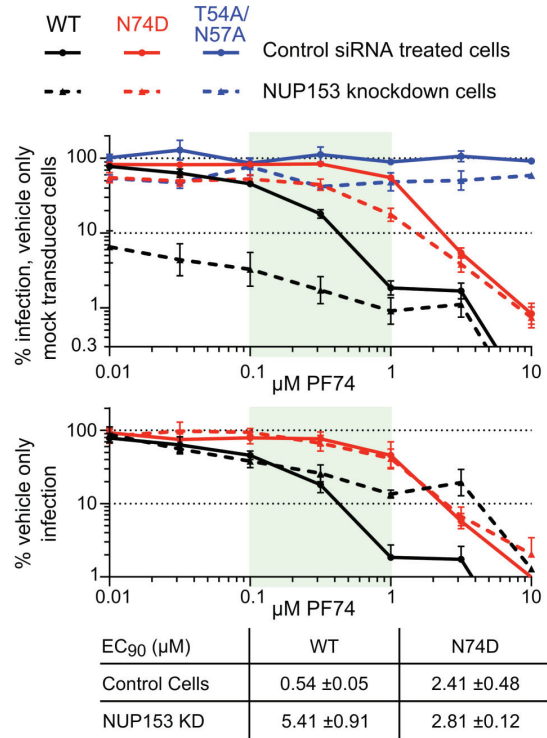 WT N74D T54A/
N57A
Control siRNA treated cells
NUP153 knockdown cells
% infection, vehicle only
mock transduced cells
100
10
1
0.3
0.01 0.1 1 10
µM PF74
% vehicle only
infection
100
10
1
0.01 0.1 1 10
µM PF74
EC90 (µM) WT N74D
Control Cells 0.54 ±0.05 2.41 ±0.48
NUP153 KD 5.41 ±0.91 2.81 ±0.12